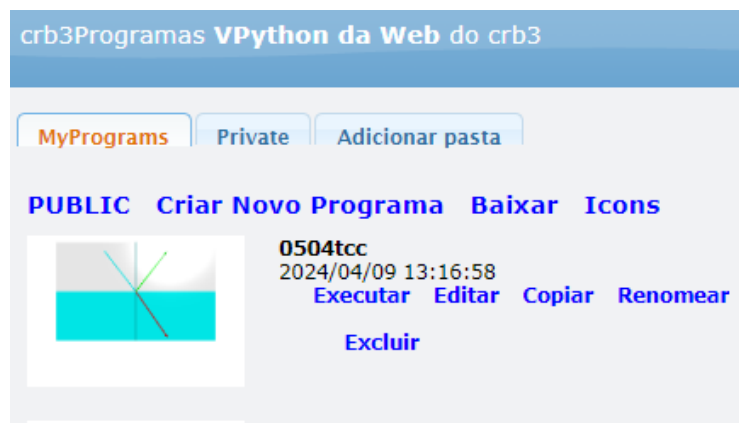 crb3Programas VPython da Web do crb3
MyPrograms Private Adicionar pasta
PUBLIC Criar Novo Programa Baixar Icons
0504tcc
2024/04/09 13:16:58
Executar Editar Copiar Renomear
Excluir